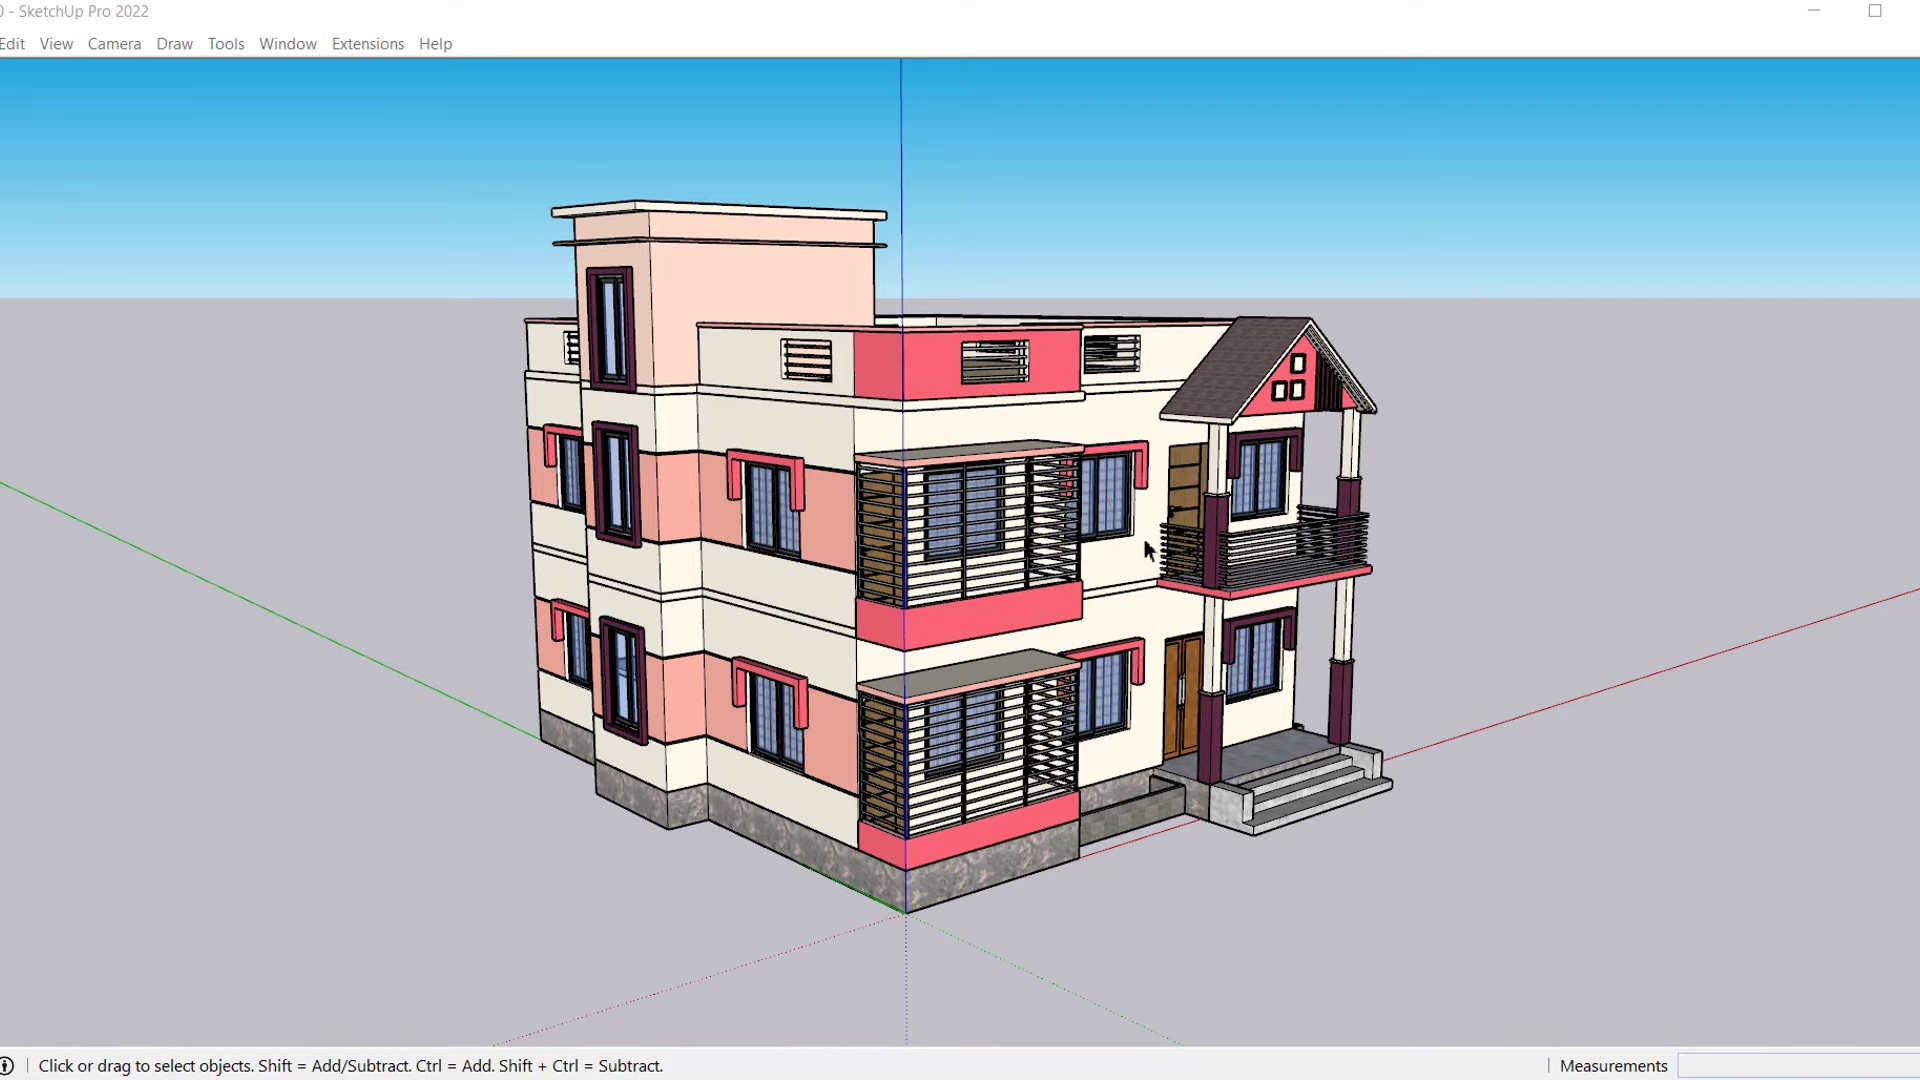 - SketchUp Pro 2022
Edit View Camera Draw Tools Window Extensions Help
Click or drag to select objects. Shift = Add/Subtract. Ctrl = Add. Shift + Ctrl = Subtract.
Measurements